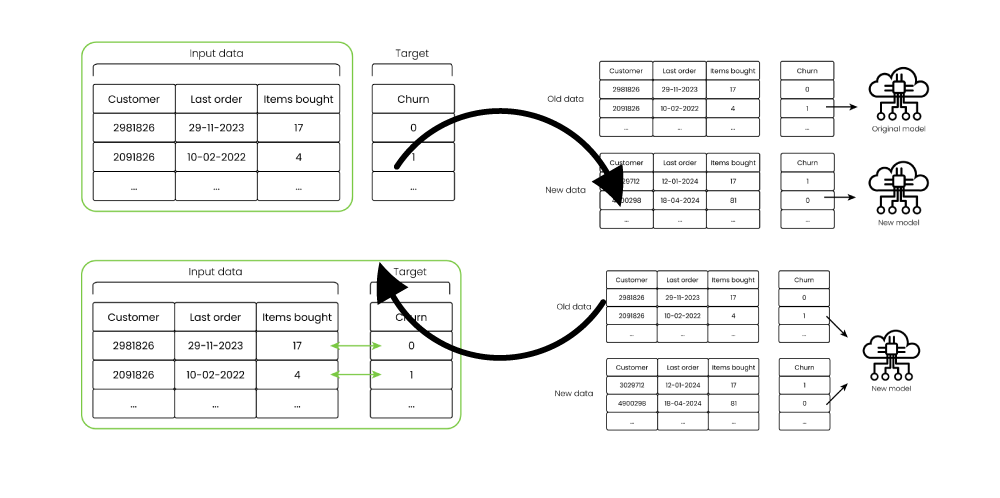 Input data
Target
Customer Last order Items bought Churn
2981826 29-11-2023 17 0
2091826 10-02-2022 4 1
... ... ... ...
Old data
Customer Last order Items bought Churn
2981826 29-11-2023 17 0
2091826 10-02-2022 4 1
... ... ... ...
Original model
New data
Customer Last order Items bought Churn
12-01-2024 17 1
18-04-2024 81 0
... ... ... ...
New model
Input data
Target
Customer Last order Items bought Churn
2981826 29-11-2023 17 0
2091826 10-02-2022 4 1
... ... ... ...
Old data
Customer Last order Items bought Churn
2981826 29-11-2023 17 0
2091826 10-02-2022 4 1
... ... ... ...
New data
Customer Last order Items bought Churn
3029712 12-01-2024 17 1
4900298 18-04-2024 81 0
... ... ... ...
New model